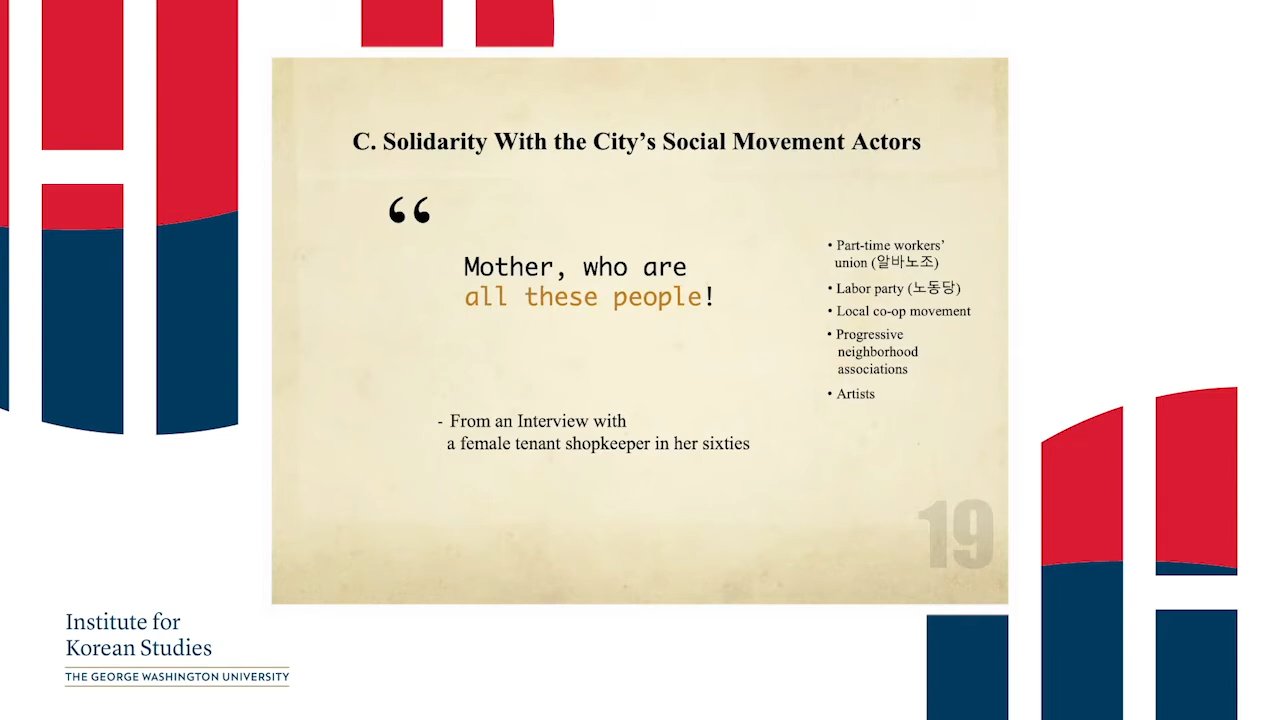 C. Solidarity With the City’s Social Movement Actors
“
Mother, who are
all these people!
- From an Interview with
a female tenant shopkeeper in her sixties
• Part-time workers’
union (알바노조)
• Labor party (노동당)
• Local co-op movement
• Progressive
neighborhood
associations
• Artists
19
Institute for
Korean Studies
THE GEORGE WASHINGTON UNIVERSITY